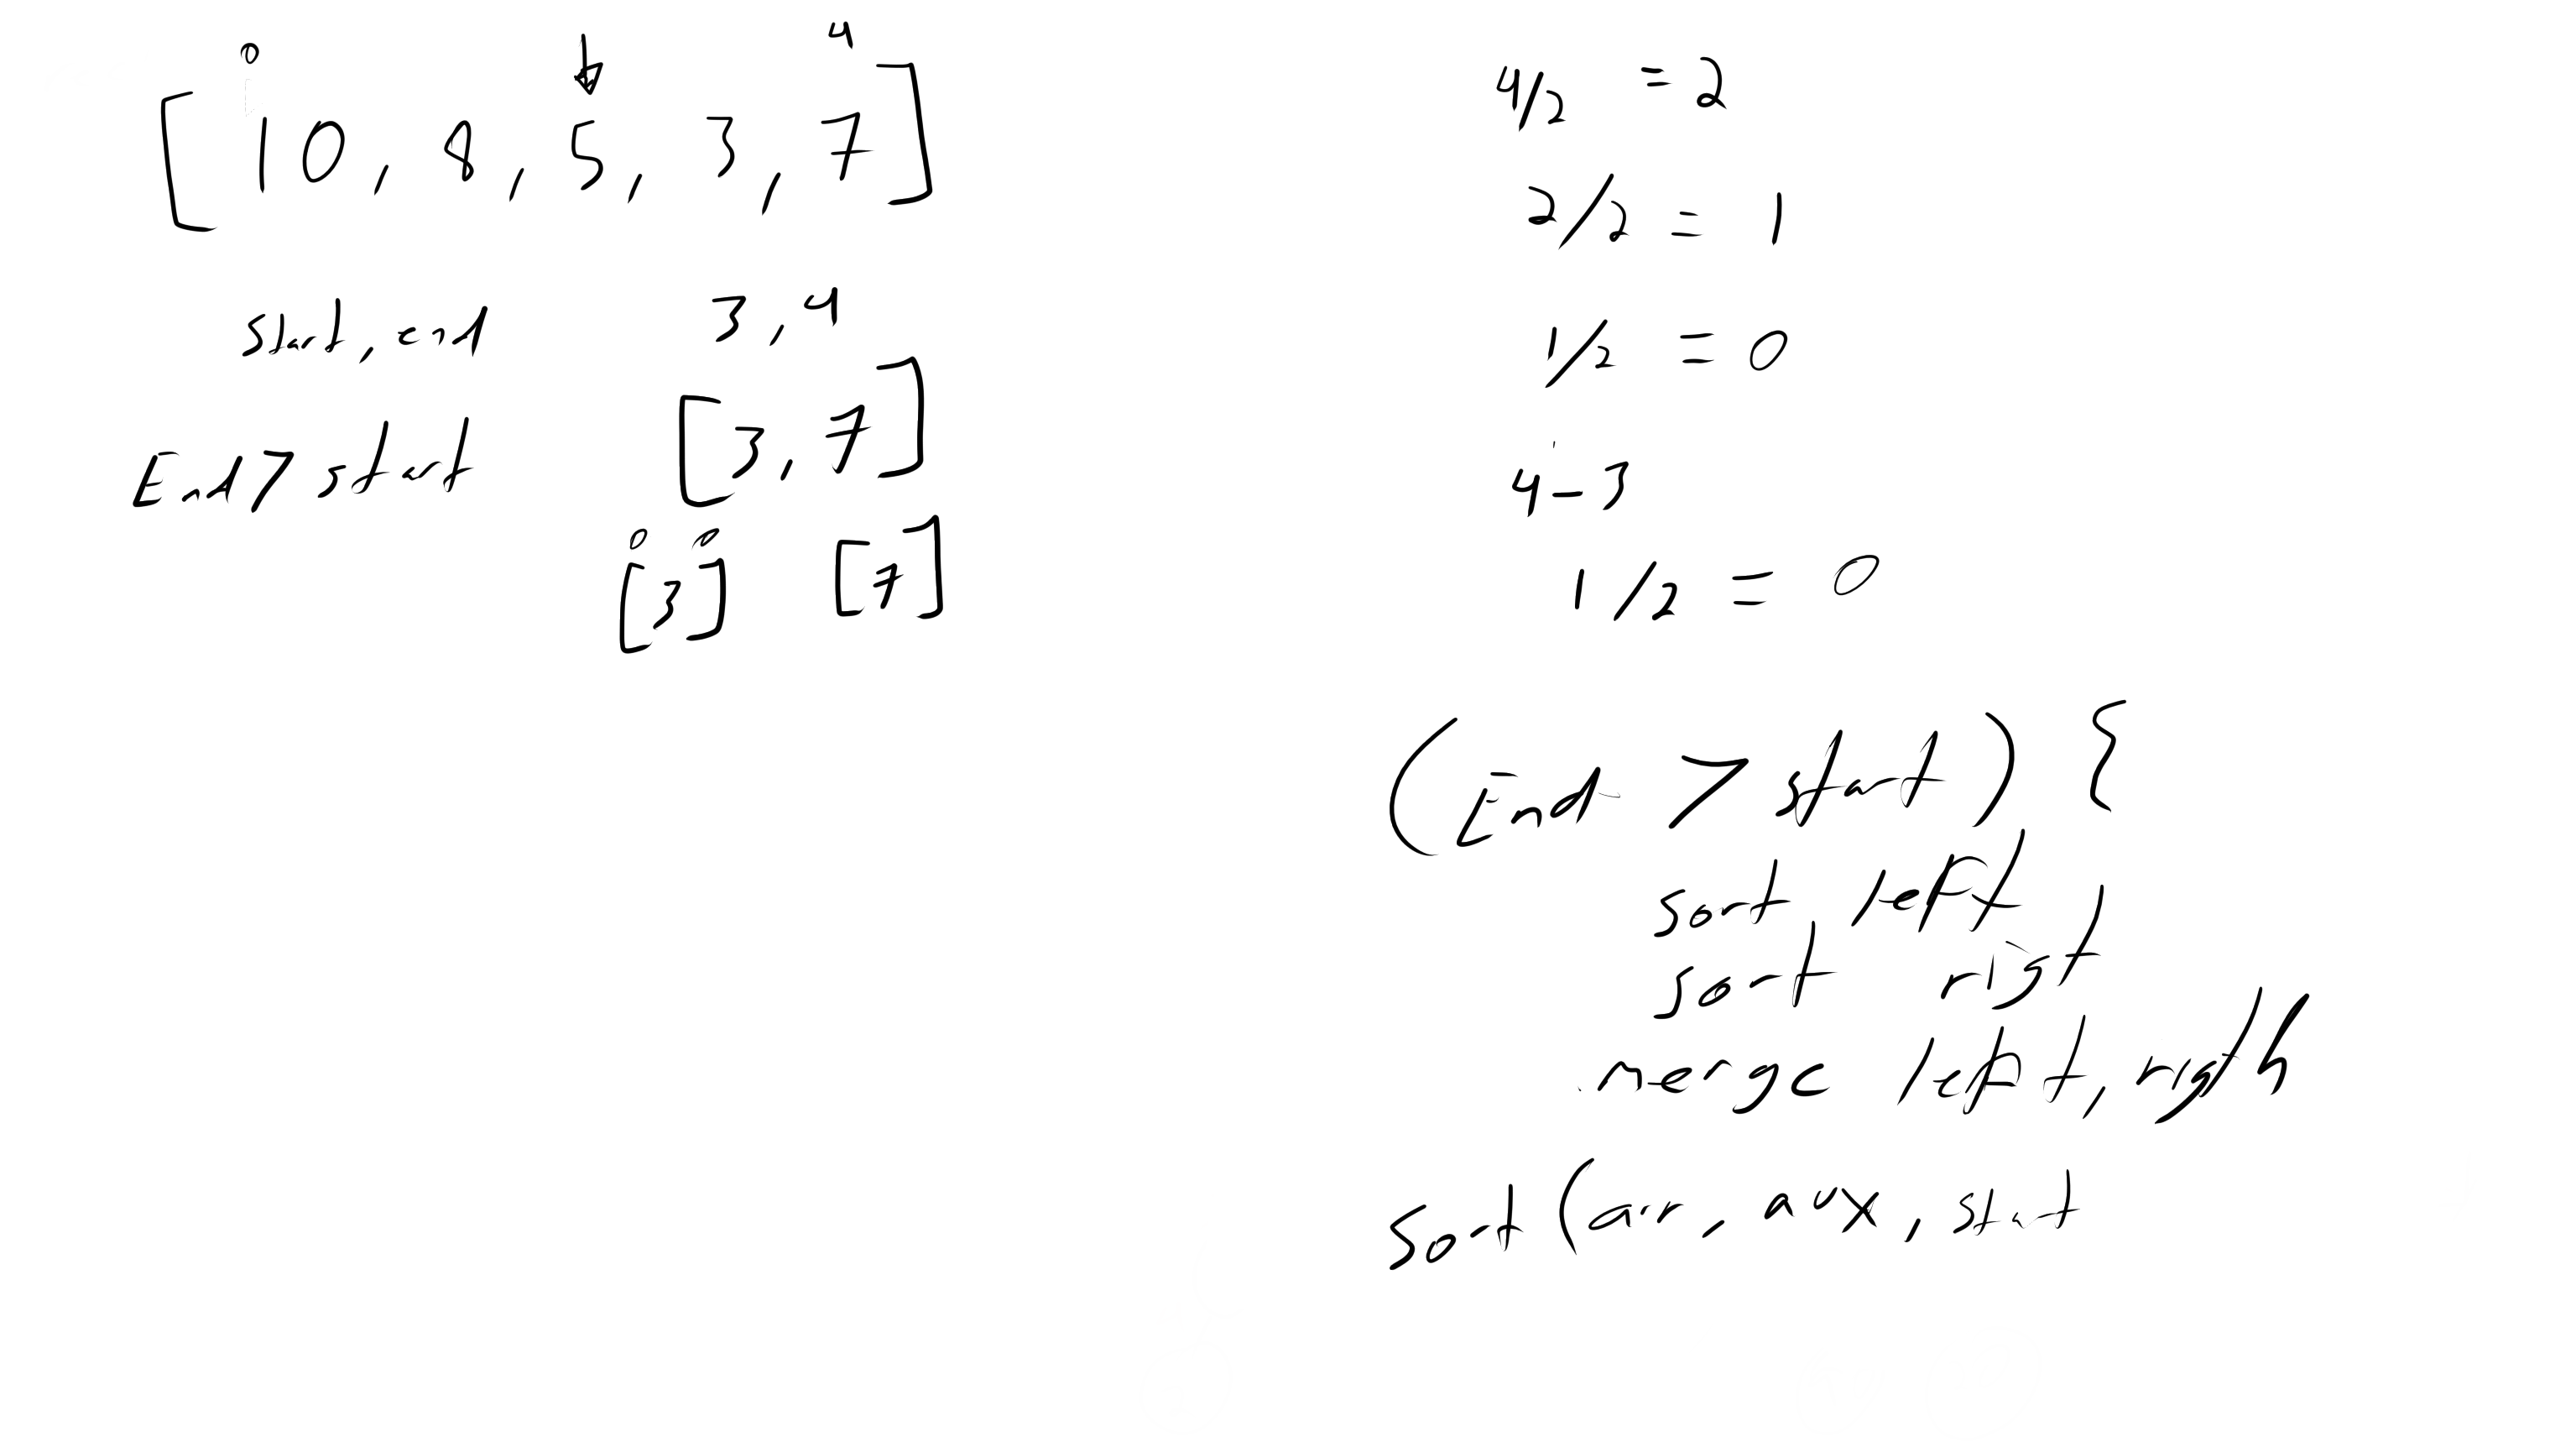 0 4
[10, 8, 5, 3, 7]
start, end 3, 4
End > start [3, 7]
0 0
[3] [7]
4/2 = 2
2/2 = 1
1/2 = 0
4-3
1/2 = 0
(End > start) {
sort left
sort rigt
merge left, rigth
Sort (arr, aux, start